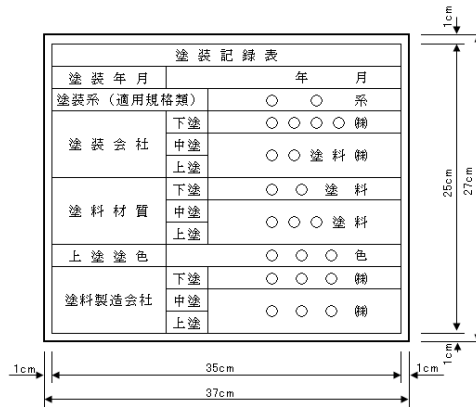 塗装記録表
塗装年月 年 月
塗装系（適用規格類） ○ ○ 系
塗装会社 下塗 ○○○○㈱
中塗 ○○塗料㈱
上塗
塗料材質 下塗 ○○塗料
中塗 ○○○塗料
上塗
上塗塗色 ○○○色
塗料製造会社 下塗 ○○○㈱
中塗 ○○○㈱
上塗
1cm
25cm
27cm
1cm
1cm 35cm 1cm
37cm